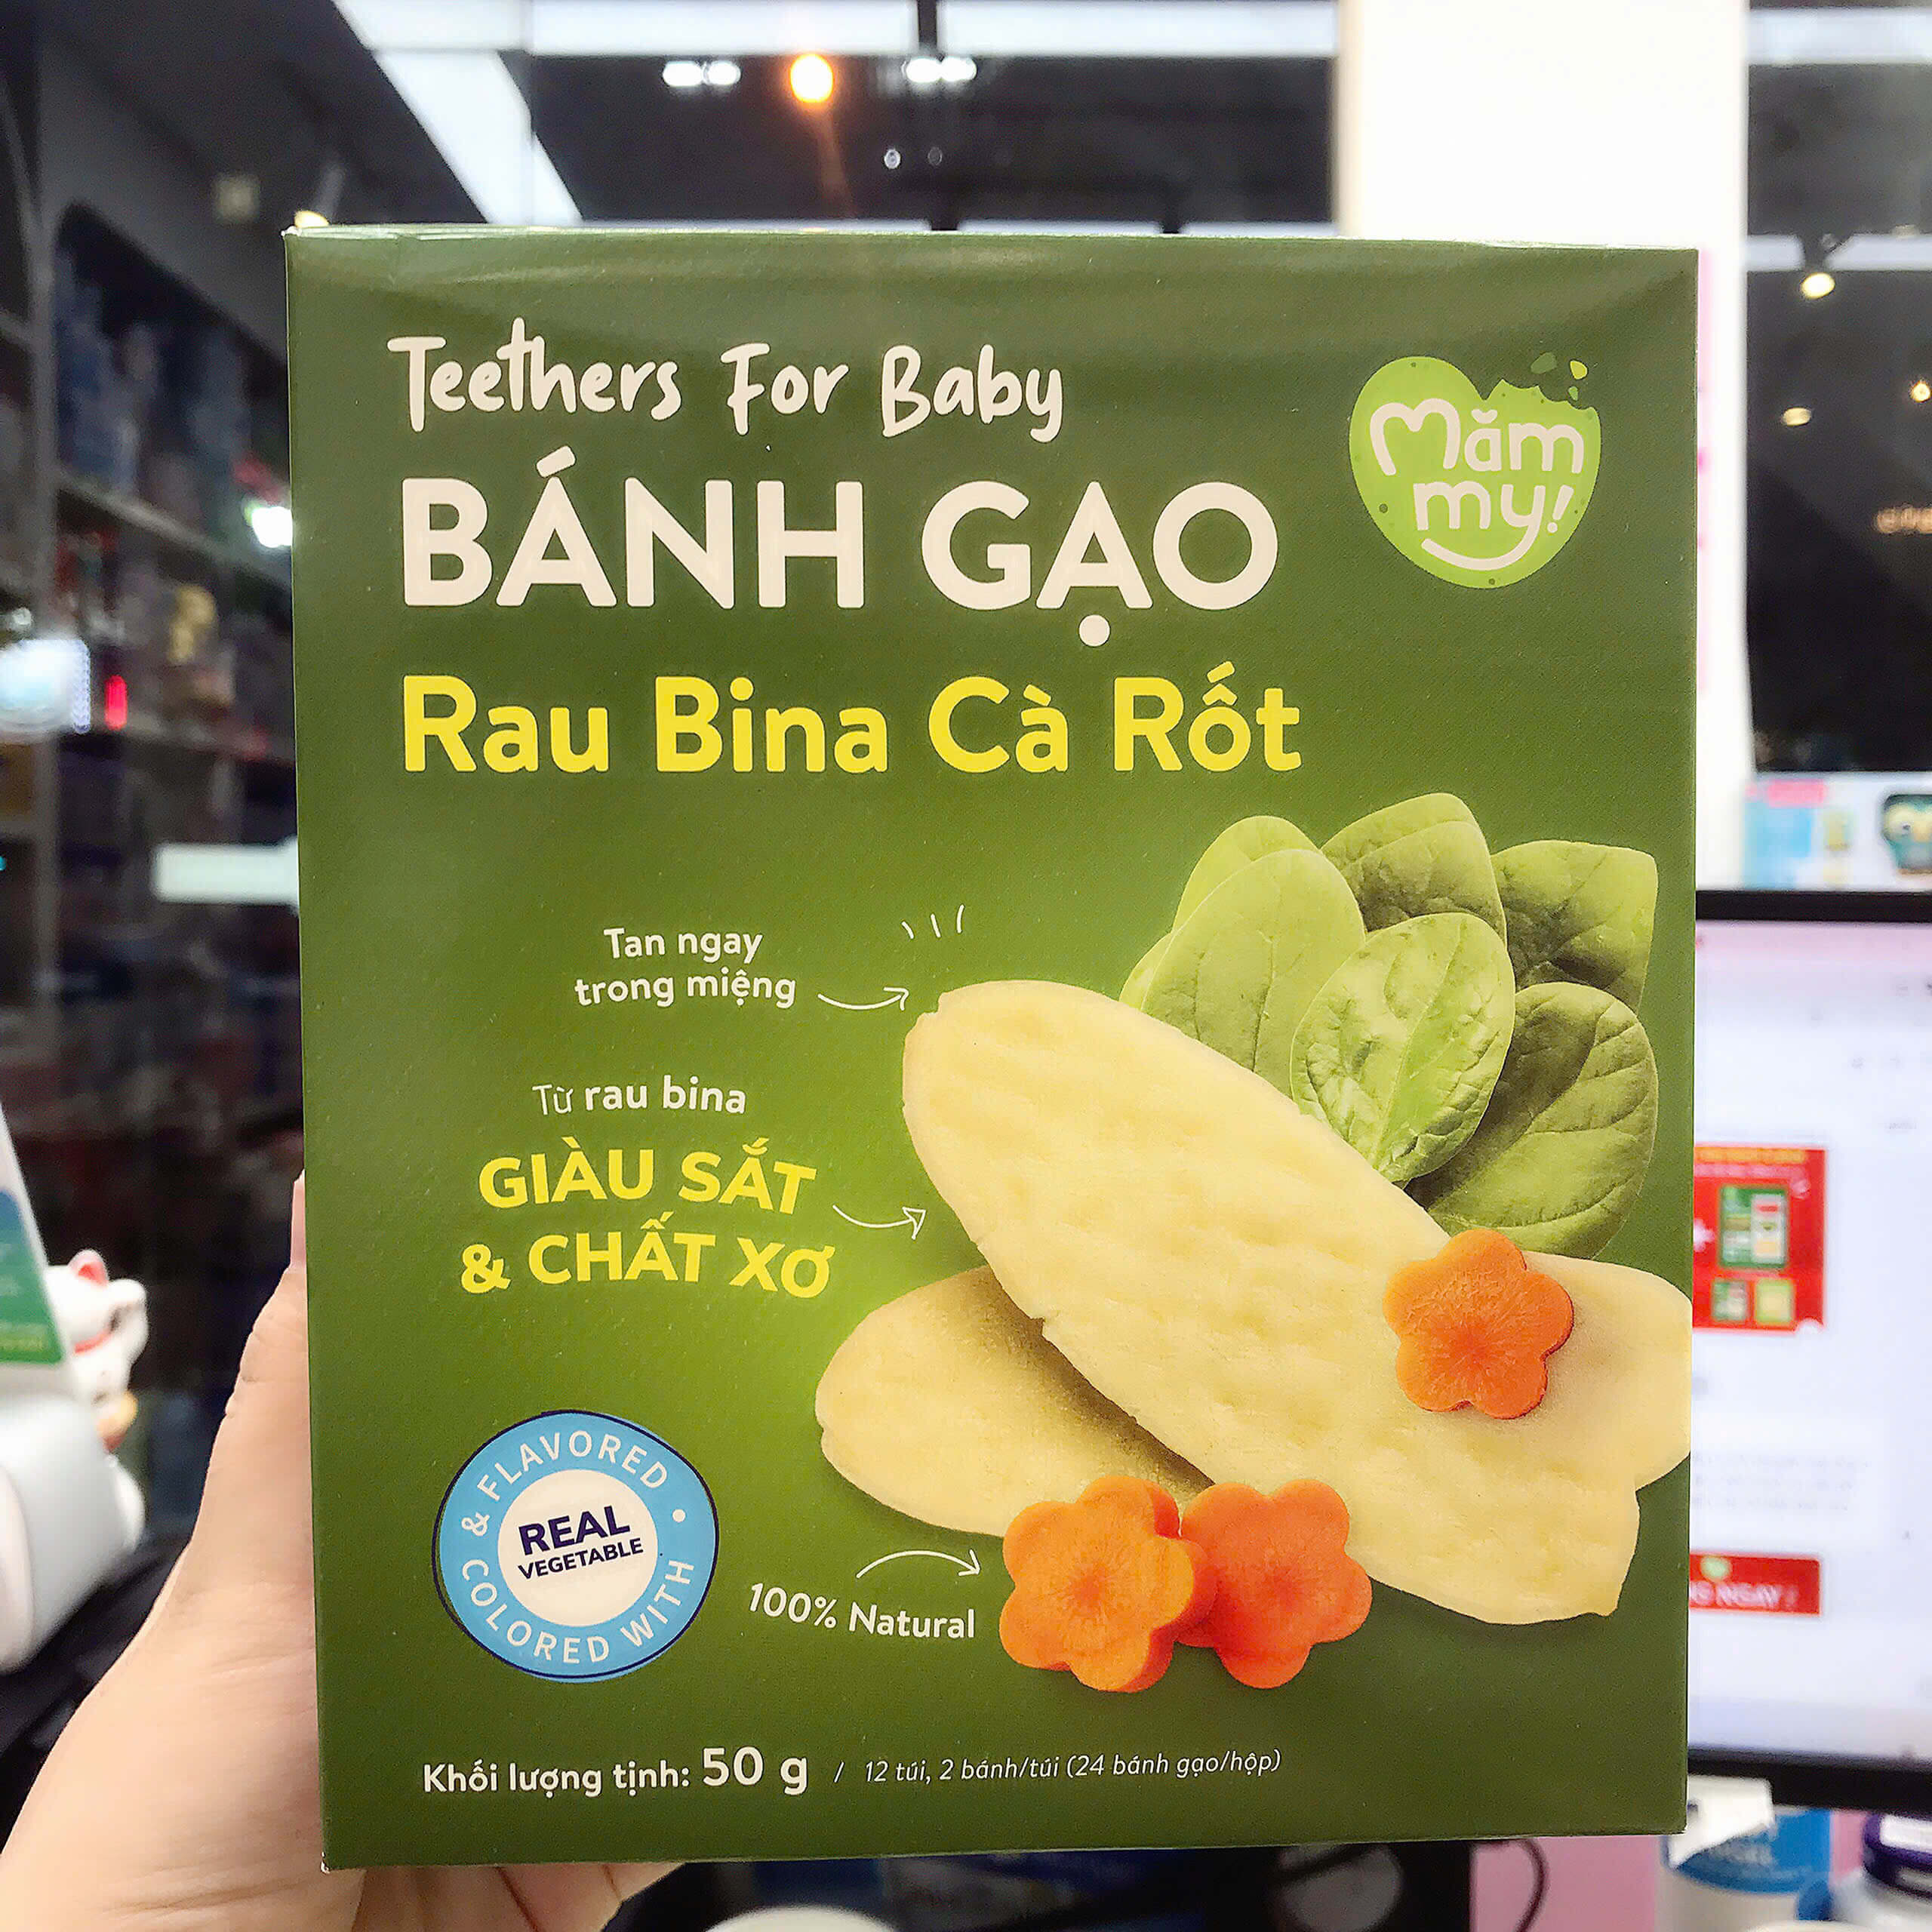 Teethers For Baby
BÁNH GẠO
Rau Bina Cà Rốt
Măm
my!
Tan ngay
trong miệng
Từ rau bina
GIÀU SẮT
& CHẤT XƠ
& FLAVORED •
COLORED WITH
REAL
VEGETABLE
100% Natural
Khối lượng tịnh: 50 g / 12 túi, 2 bánh/túi (24 bánh gạo/hộp)
NGAY !